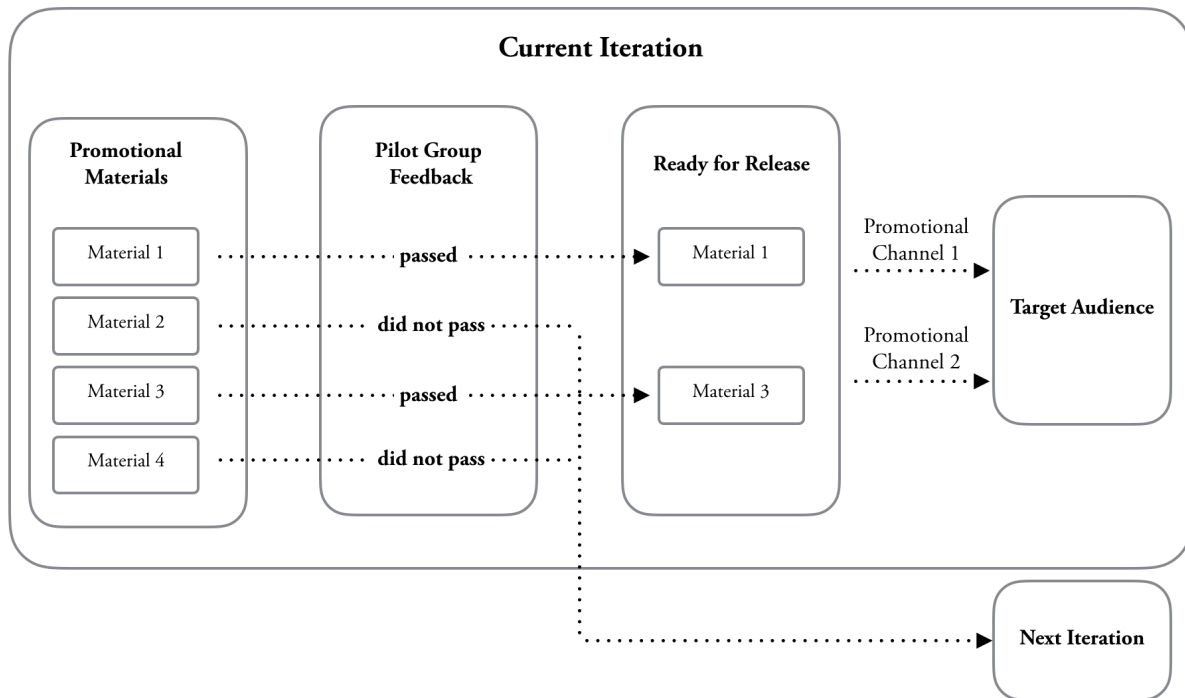 Current Iteration
Promotional
Materials
Material 1
Material 2
Material 3
Material 4
Pilot Group
Feedback
passed
did not pass
passed
did not pass
Ready for Release
Material 1
Material 3
Promotional
Channel 1
Promotional
Channel 2
Target Audience
Next Iteration